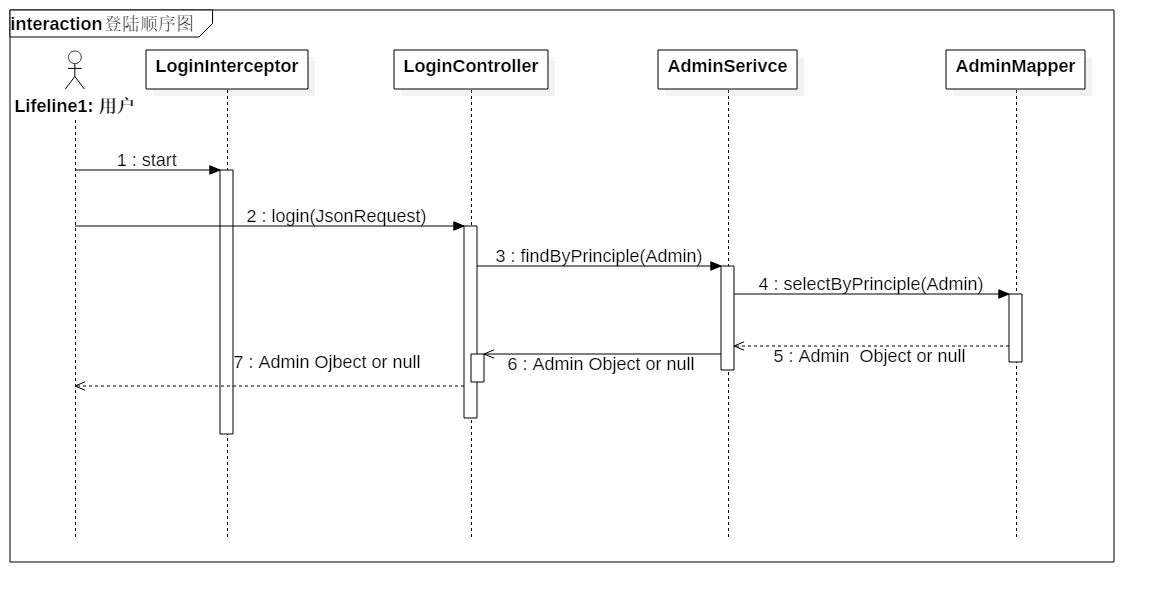 interaction 登陆顺序图
LoginInterceptor
LoginController
AdminSerivce
AdminMapper
Lifeline1: 用户
1 : start
2 : login(JsonRequest)
3 : findByPrinciple(Admin)
4 : selectByPrinciple(Admin)
5 : Admin  Object or null
6 : Admin Object or null
7 : Admin Ojbect or null